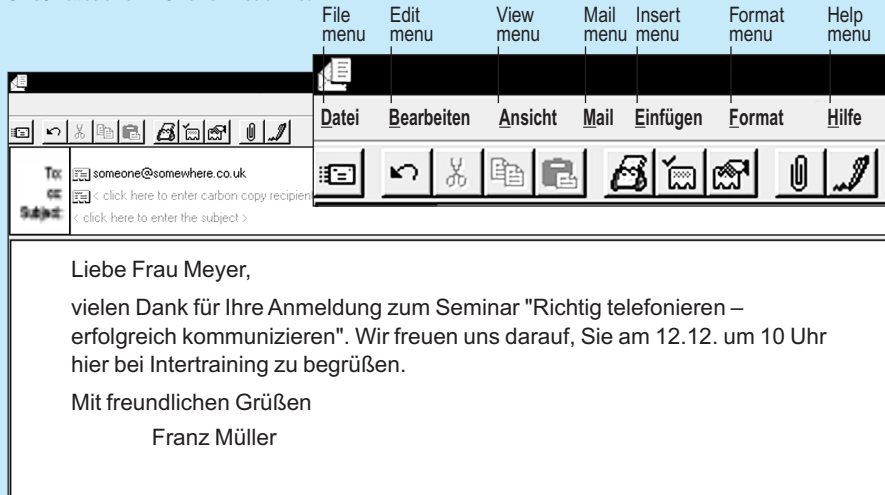 File menu Edit menu View menu Mail menu Insert menu Format menu Help menu
Datei Bearbeiten Ansicht Mail Einfügen Format Hilfe
To: someone@somewhere.co.uk
cc: < click here to enter carbon copy recipient
Subject: < click here to enter the subject >
Liebe Frau Meyer,
vielen Dank für Ihre Anmeldung zum Seminar "Richtig telefonieren –
erfolgreich kommunizieren". Wir freuen uns darauf, Sie am 12.12. um 10 Uhr
hier bei Intertraining zu begrüßen.
Mit freundlichen Grüßen
Franz Müller